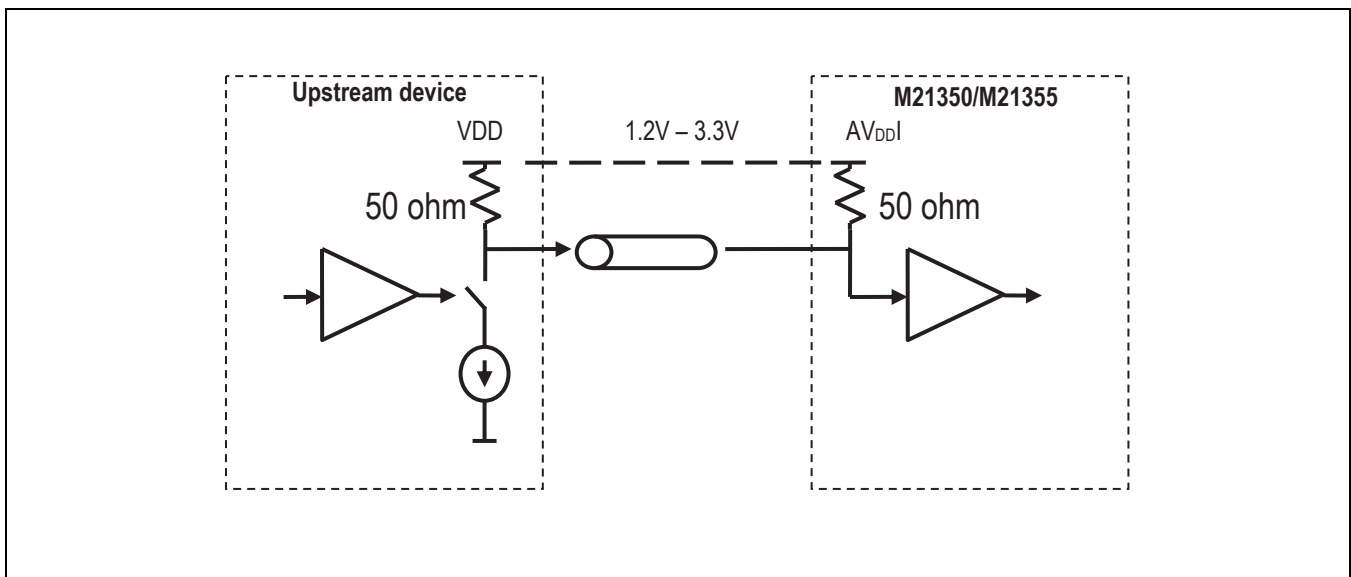 Upstream device
M21350/M21355
VDD
1.2V – 3.3V
AVDDI
50 ohm
50 ohm